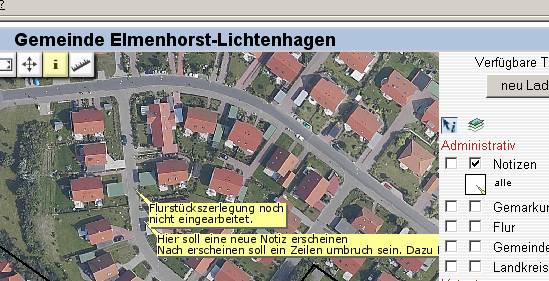 ?
Gemeinde Elmenhorst-Lichtenhagen
Verfügbare T
neu Lad
i
Administrativ
Notizen
alle
Gemarku
Flur
Gemeinde
Landkreis
Flurstückszerlegung noch
nicht eingearbeitet.
Hier soll eine neue Notiz erscheinen
Nach erscheinen soll ein Zeilen umbruch sein. Dazu